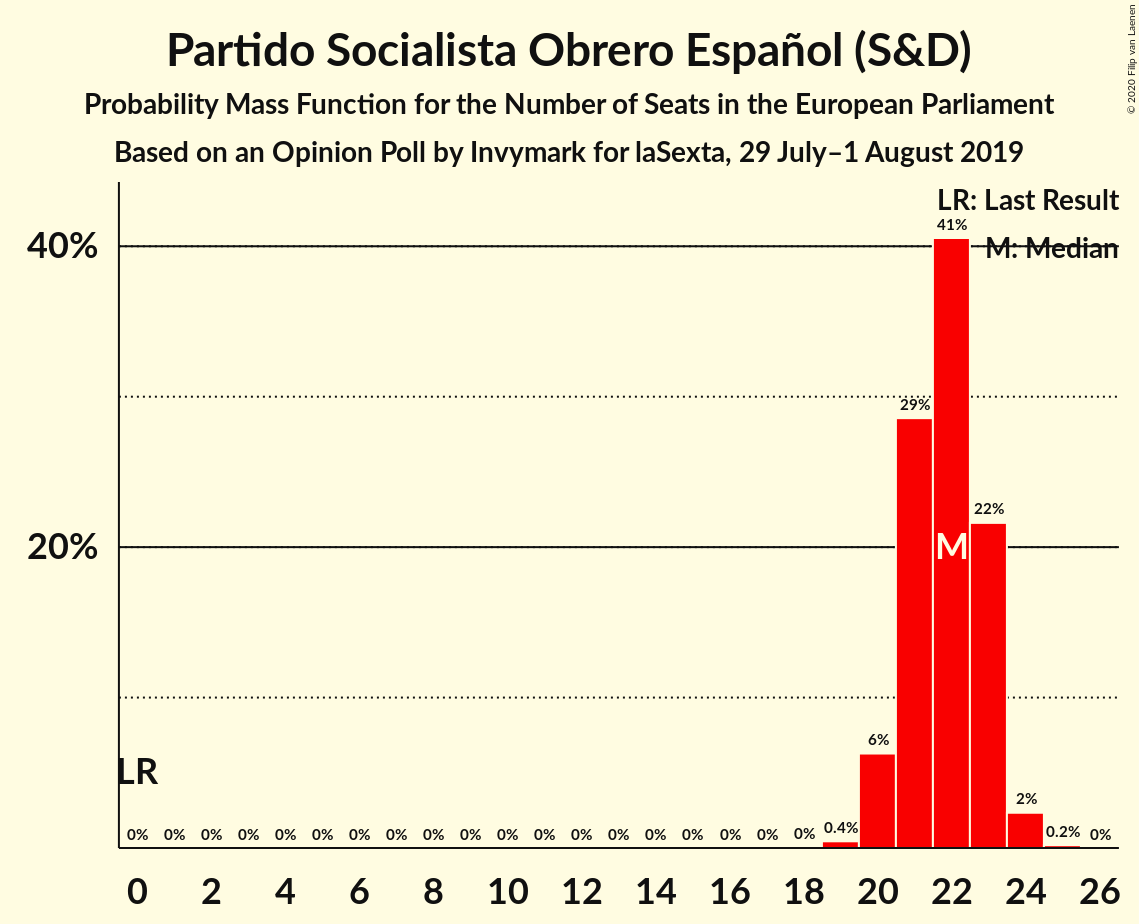 Partido Socialista Obrero Español (S&D)
Probability Mass Function for the Number of Seats in the European Parliament
Based on an Opinion Poll by Invymark for laSexta, 29 July–1 August 2019
© 2020 Filip van Laenen
LR: Last Result
M: Median
40%
20%
41%
29%
22%
M
6%
2%
LR
0% 0% 0% 0% 0% 0% 0% 0% 0% 0% 0% 0% 0% 0% 0% 0% 0% 0% 0% 0.4% 0.2% 0%
0 2 4 6 8 10 12 14 16 18 20 22 24 26